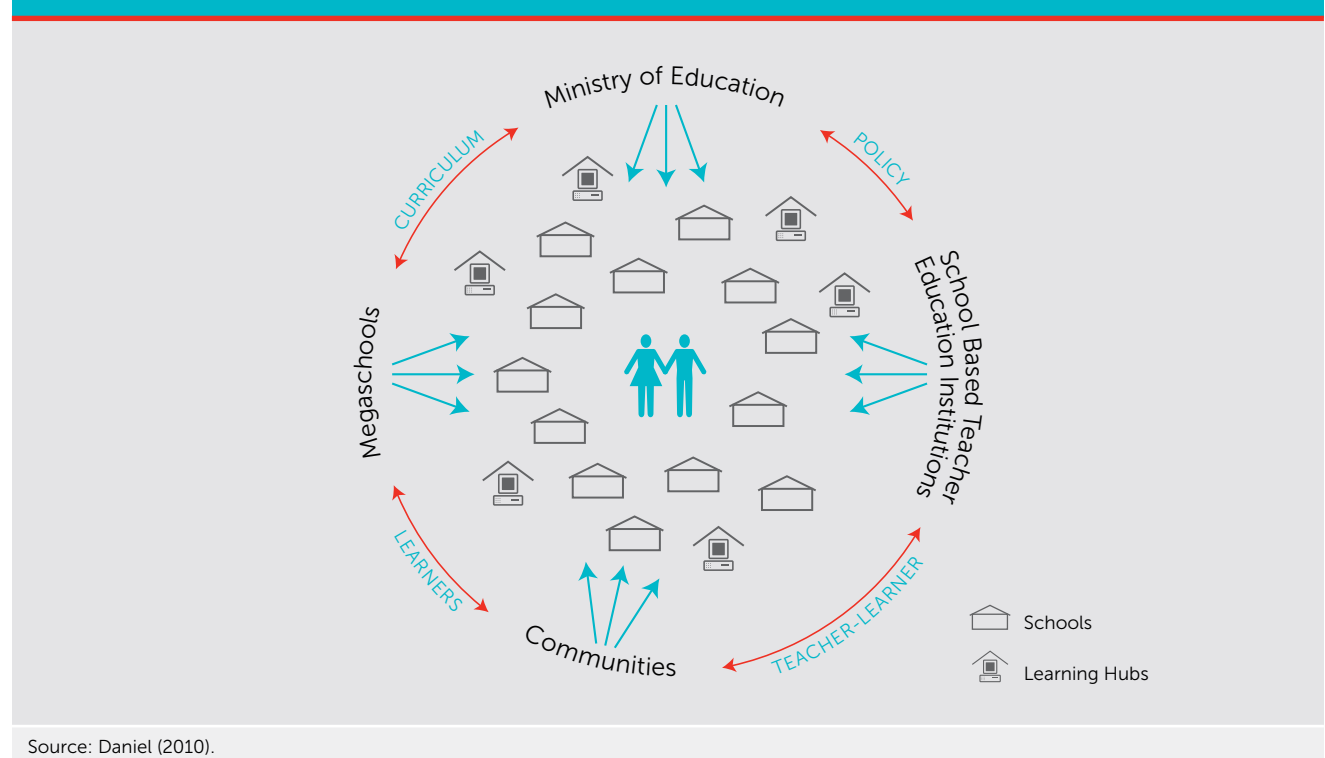 Ministry of Education
CURRICULUM
POLICY
Megaschools
School Based Teacher
Education Institutions
LEARNERS
TEACHER-LEARNER
Communities
Schools
Learning Hubs
Source: Daniel (2010).